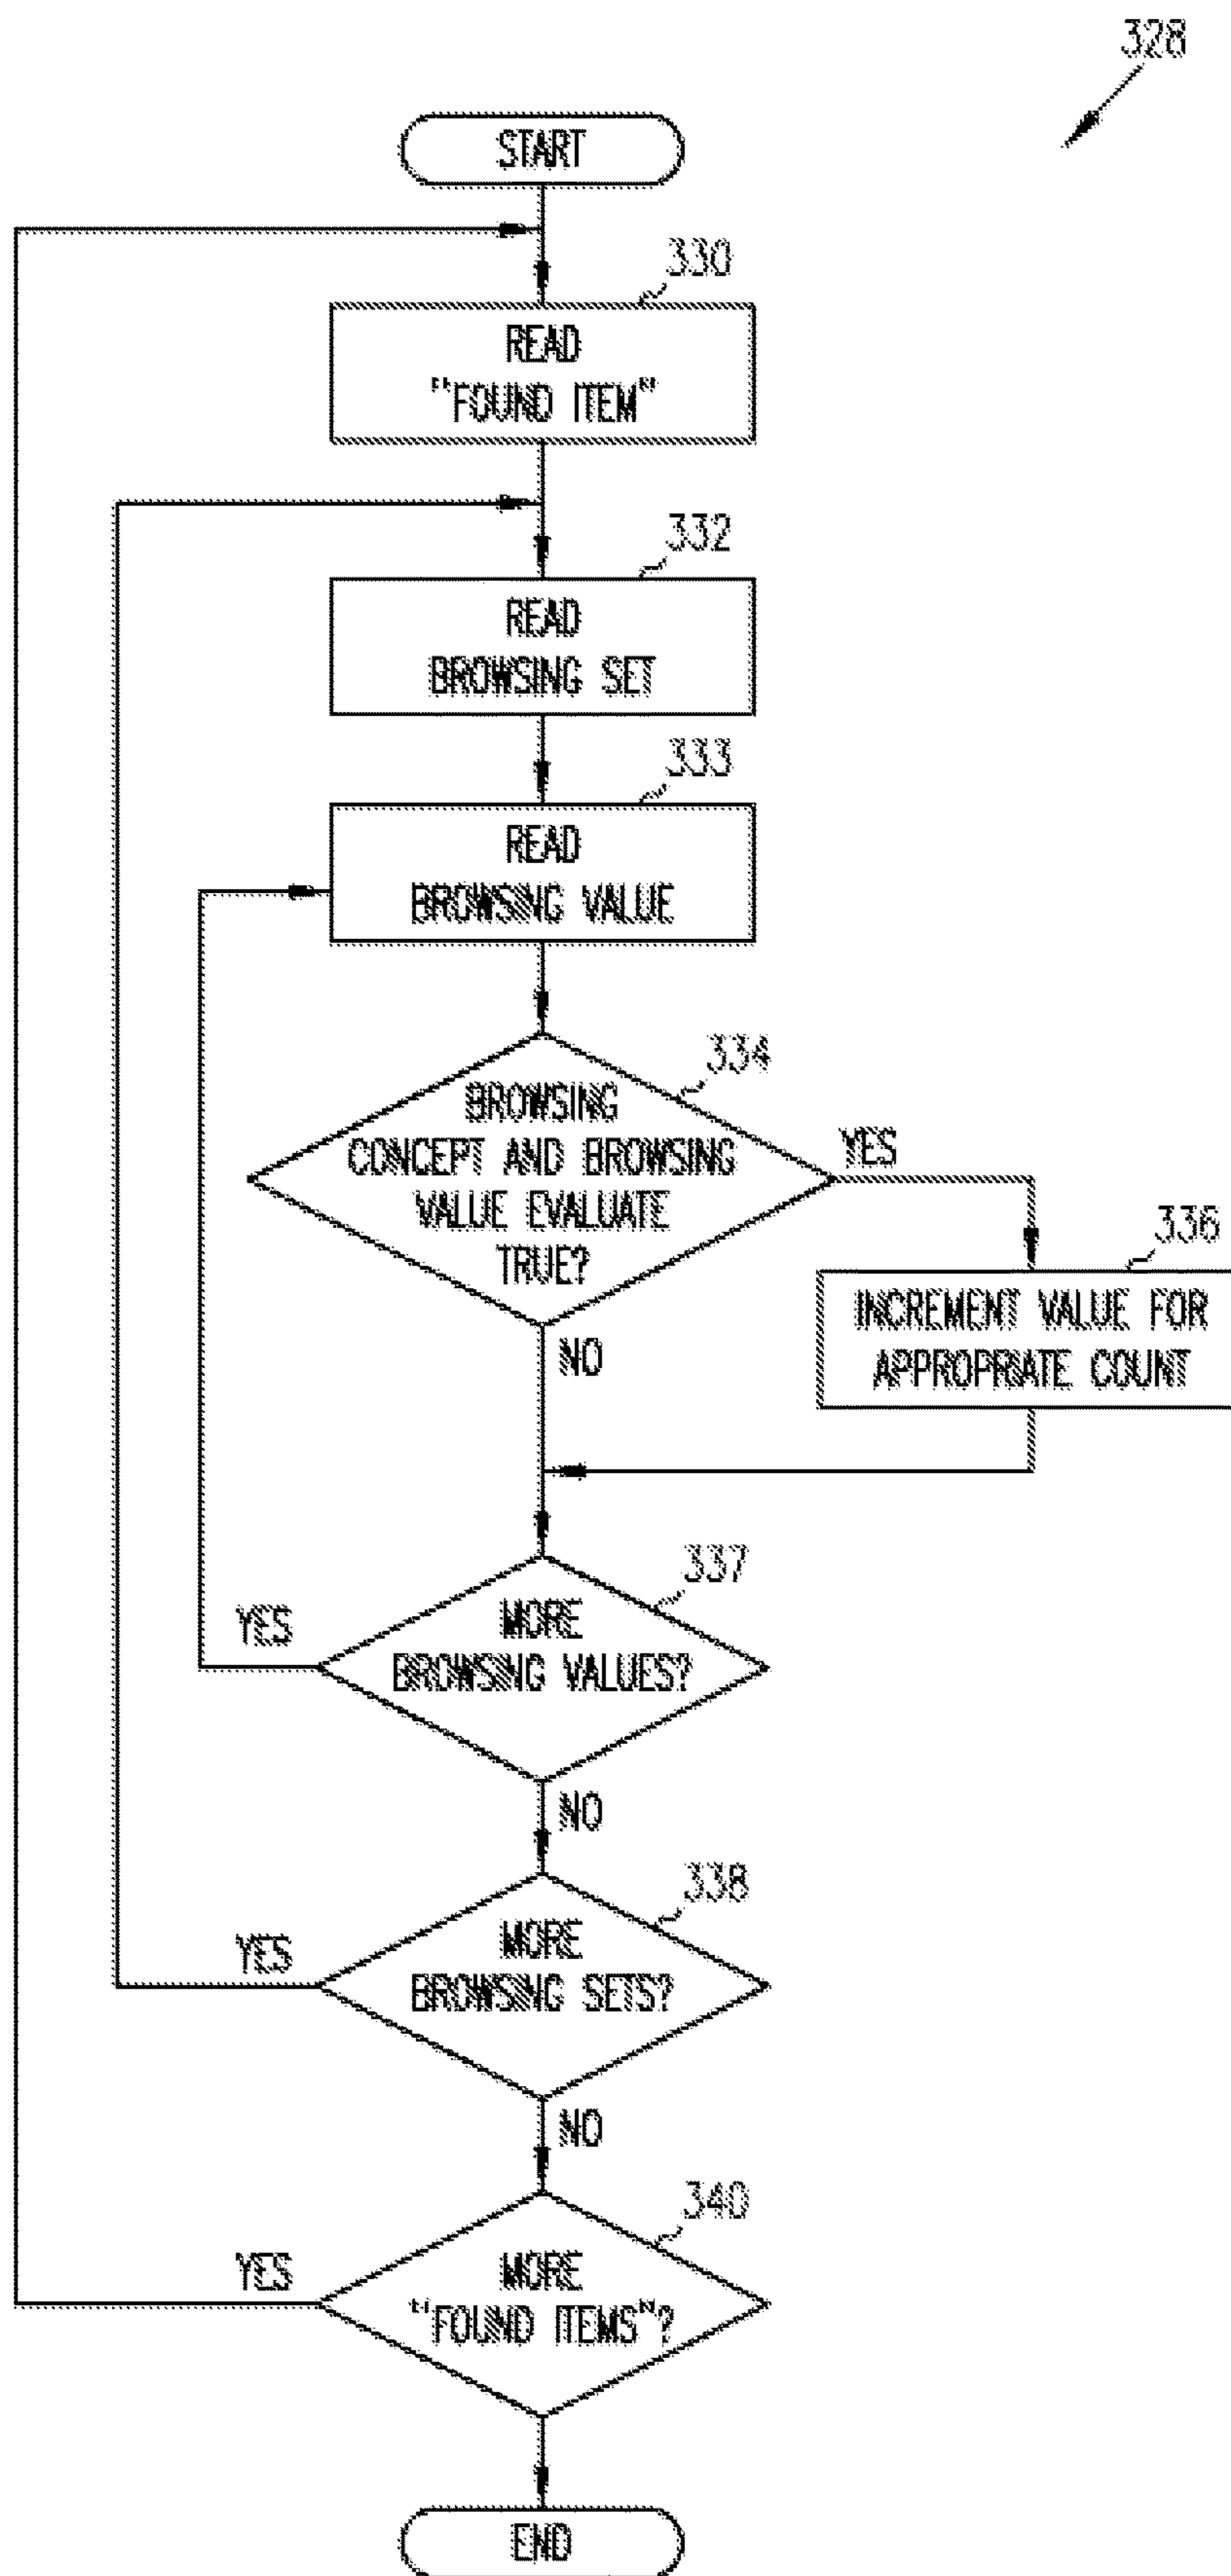 328
START
330
READ
"FOUND ITEM"
332
READ
BROWSING SET
333
READ
BROWSING VALUE
334
BROWSING
CONCEPT AND BROWSING
VALUE EVALUATE
TRUE?
YES
336
INCREMENT VALUE FOR
APPROPRIATE COUNT
NO
337
MORE
BROWSING VALUES?
YES
NO
338
MORE
BROWSING SETS?
YES
NO
340
MORE
"FOUND ITEMS"?
YES
END